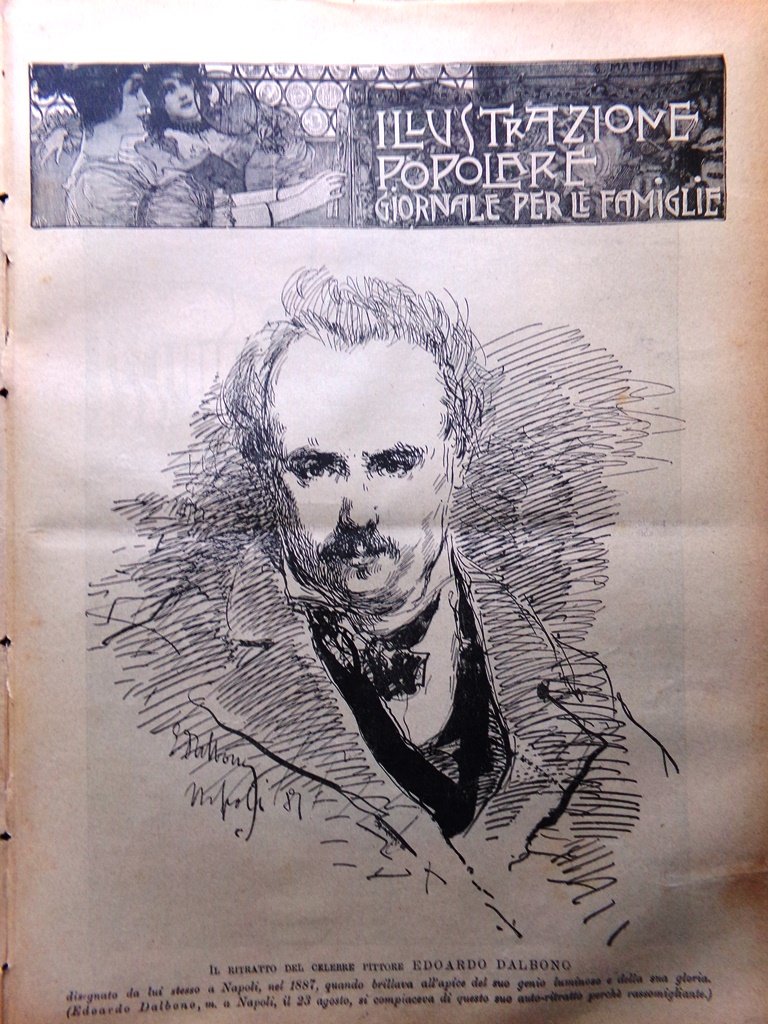 ILLUSTRAZIONE
POPOLARE
GIORNALE PER LE FAMIGLIE
E Dalbono
Napoli 87
IL RITRATTO DEL CELEBRE PITTORE EDOARDO DALBONO
disegnato da lui stesso a Napoli, nel 1887, quando brillava all'apice del suo genio luminoso e della sua gloria.
(Edoardo Dalbono, m. a Napoli, il 23 agosto, si compiaceva di questo suo auto-ritratto perchè rassomigliante.)